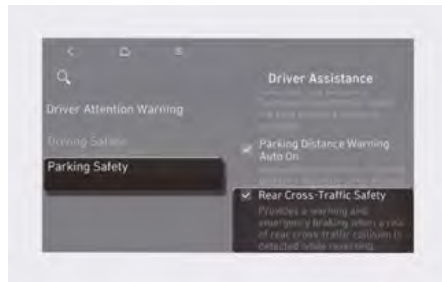 Driver Assistance
Driver Attention Warning
Driving Safety
Parking Safety
Parking Distance Warning
Auto On
Rear Cross-Traffic Safety
Provides a warning and
emergency braking when a risk
of rear cross-traffic collision is
detected while reversing.